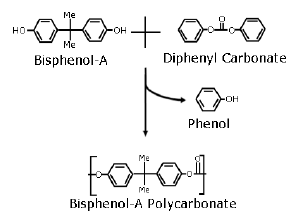 HO
Me
Me
OH
Bisphenol-A
+
O
O
O
Diphenyl Carbonate
OH
Phenol
O
Me
Me
O
O
Bisphenol-A Polycarbonate